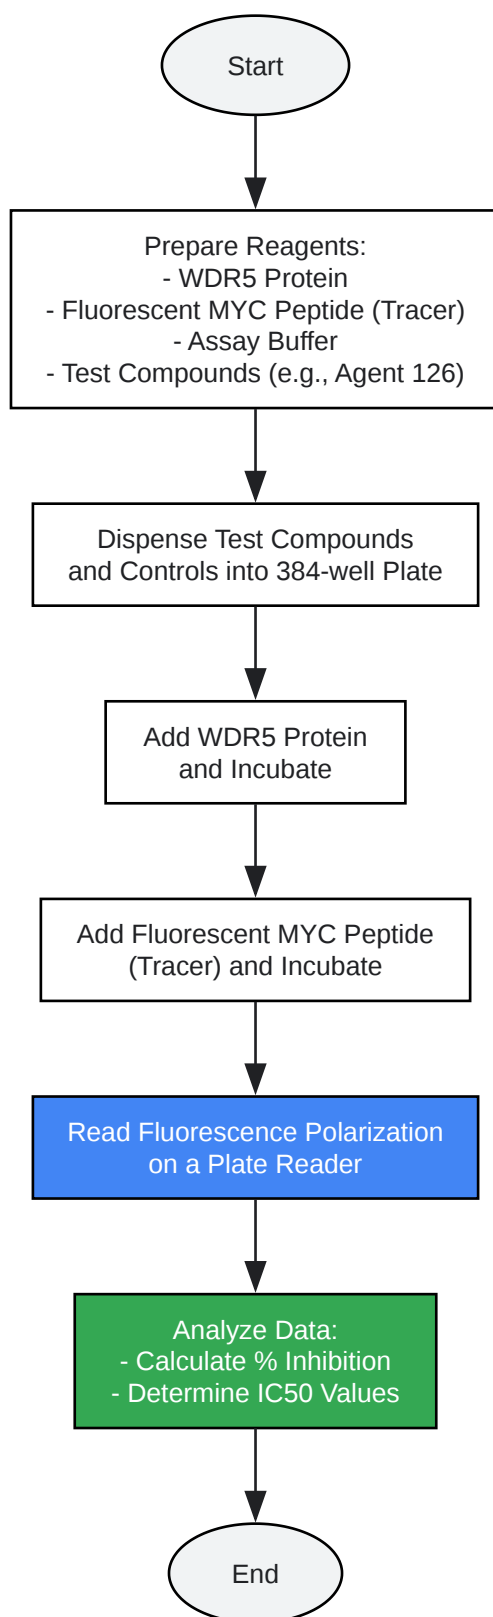 Start
Prepare Reagents:
- WDR5 Protein
- Fluorescent MYC Peptide (Tracer)
- Assay Buffer
- Test Compounds (e.g., Agent 126)
Dispense Test Compounds
and Controls into 384-well Plate
Add WDR5 Protein
and Incubate
Add Fluorescent MYC Peptide
(Tracer) and Incubate
Read Fluorescence Polarization
on a Plate Reader
Analyze Data:
- Calculate % Inhibition
- Determine IC50 Values
End